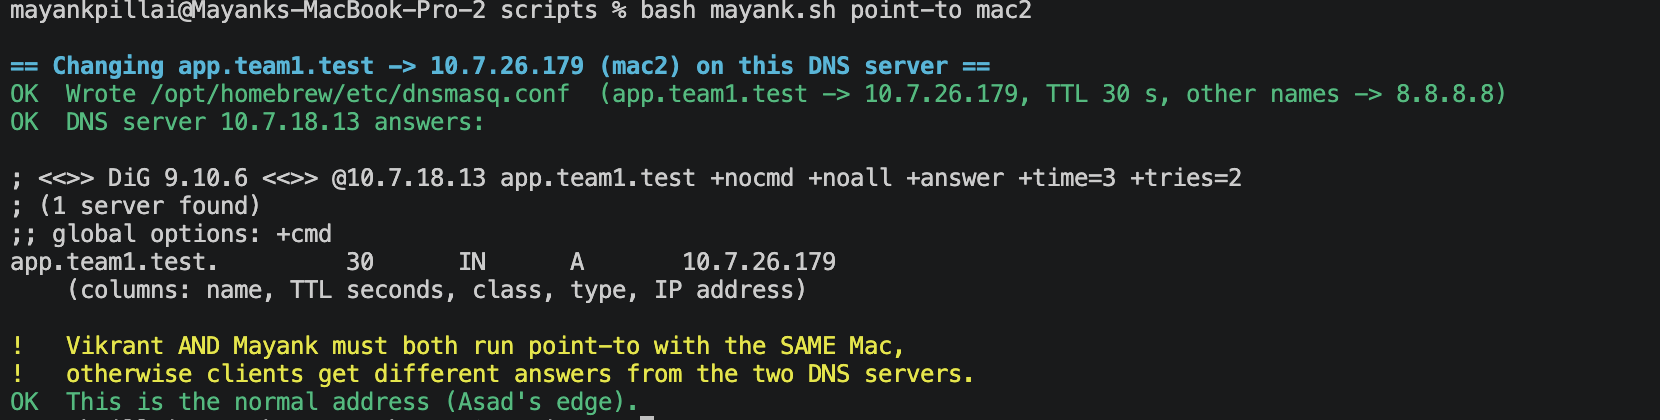 mayankpillai@Mayanks-MacBook-Pro-2 scripts % bash mayank.sh point-to mac2
== Changing app.team1.test -> 10.7.26.179 (mac2) on this DNS server ==
OK  Wrote /opt/homebrew/etc/dnsmasq.conf  (app.team1.test -> 10.7.26.179, TTL 30 s, other names -> 8.8.8.8)
OK  DNS server 10.7.18.13 answers:
; <<>> DiG 9.10.6 <<>> @10.7.18.13 app.team1.test +nocmd +noall +answer +time=3 +tries=2
; (1 server found)
;; global options: +cmd
app.team1.test.		30	IN	A	10.7.26.179
    (columns: name, TTL seconds, class, type, IP address)
!   Vikrant AND Mayank must both run point-to with the SAME Mac,
!   otherwise clients get different answers from the two DNS servers.
OK  This is the normal address (Asad's edge).